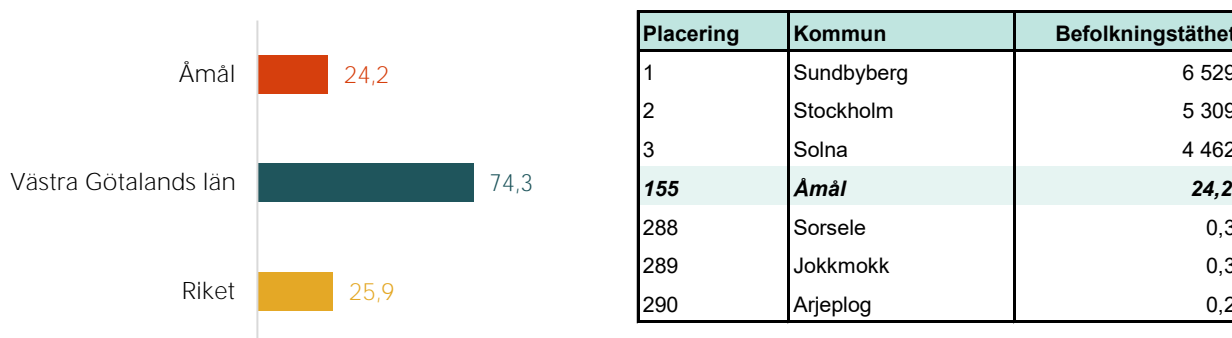 Åmål 24,2
Västra Götalands län 74,3
Riket 25,9
Placering Kommun Befolkningstäthet
1 Sundbyberg 6 529
2 Stockholm 5 309
3 Solna 4 462
155 Åmål 24,2
288 Sorsele 0,3
289 Jokkmokk 0,3
290 Arjeplog 0,2